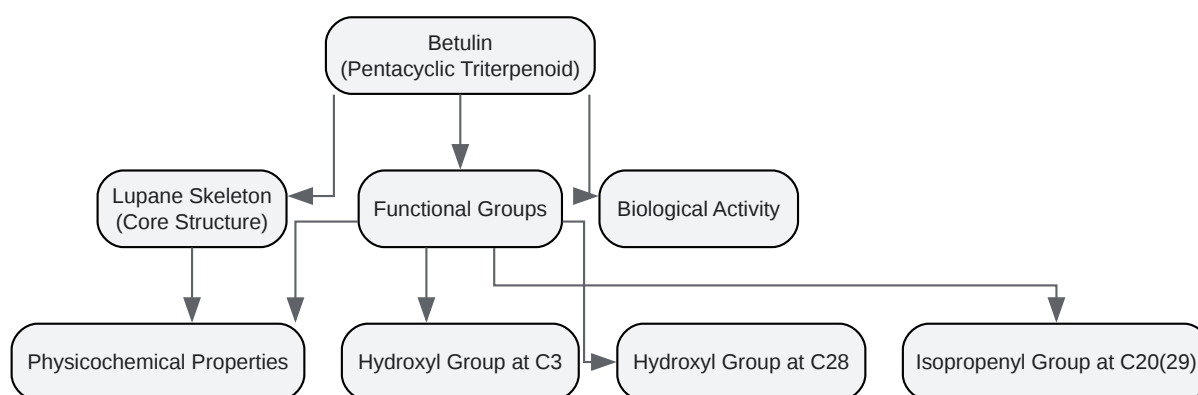 Betulin
(Pentacyclic Triterpenoid)
Lupane Skeleton
(Core Structure)
Functional Groups
Biological Activity
Physicochemical Properties
Hydroxyl Group at C3
Hydroxyl Group at C28
Isopropenyl Group at C20(29)